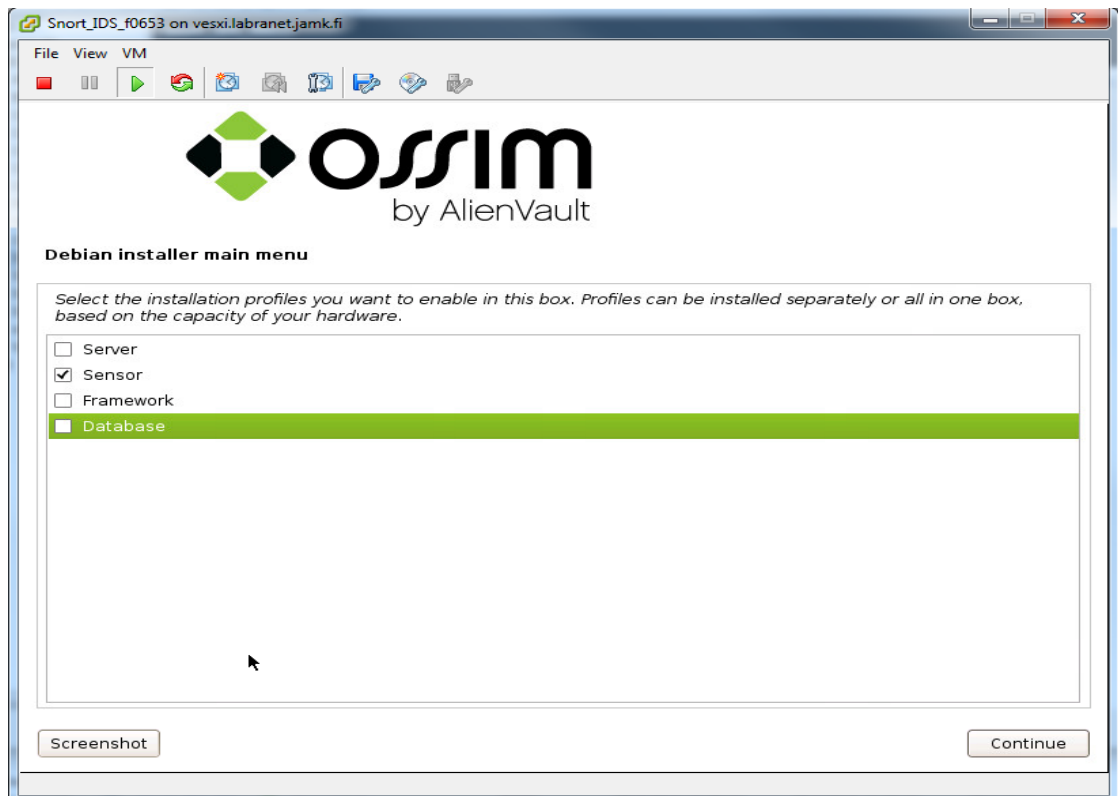 Snort_IDS_f0653 on vesxi.labranet.jamk.fi
File View VM
OSSIM
by AlienVault
Debian installer main menu
Select the installation profiles you want to enable in this box. Profiles can be installed separately or all in one box,
based on the capacity of your hardware.
Server
Sensor
Framework
Database
Screenshot
Continue